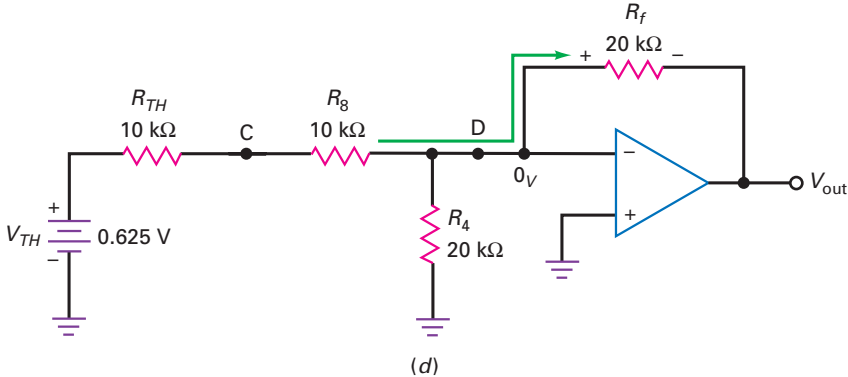 R_f
20 kΩ
+ −
R_TH
10 kΩ
C
R_8
10 kΩ
D
0_V
−
+
V_out
R_4
20 kΩ
+
V_TH
0.625 V
−
(d)